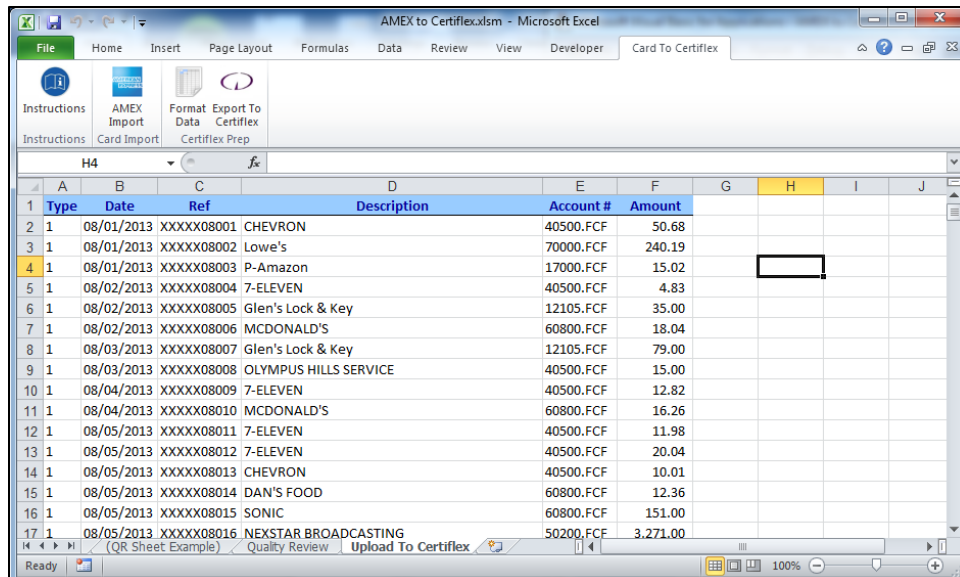 AMEX to Certiflex.xlsm - Microsoft Excel
File Home Insert Page Layout Formulas Data Review View Developer Card To Certiflex
Instructions AMEX Import Format Data Export To Certiflex
Instructions Card Import Certiflex Prep
H4 fx
A B C D E F G H I J
1 Type Date Ref Description Account # Amount
2 1 08/01/2013 XXXXX08001 CHEVRON 40500.FCF 50.68
3 1 08/01/2013 XXXXX08002 Lowe's 70000.FCF 240.19
4 1 08/01/2013 XXXXX08003 P-Amazon 17000.FCF 15.02
5 1 08/02/2013 XXXXX08004 7-ELEVEN 40500.FCF 4.83
6 1 08/02/2013 XXXXX08005 Glen's Lock & Key 12105.FCF 35.00
7 1 08/02/2013 XXXXX08006 MCDONALD'S 60800.FCF 18.04
8 1 08/03/2013 XXXXX08007 Glen's Lock & Key 12105.FCF 79.00
9 1 08/03/2013 XXXXX08008 OLYMPUS HILLS SERVICE 40500.FCF 15.00
10 1 08/04/2013 XXXXX08009 7-ELEVEN 40500.FCF 12.82
11 1 08/04/2013 XXXXX08010 MCDONALD'S 60800.FCF 16.26
12 1 08/05/2013 XXXXX08011 7-ELEVEN 40500.FCF 11.98
13 1 08/05/2013 XXXXX08012 7-ELEVEN 40500.FCF 20.04
14 1 08/05/2013 XXXXX08013 CHEVRON 40500.FCF 10.01
15 1 08/05/2013 XXXXX08014 DAN'S FOOD 60800.FCF 12.36
16 1 08/05/2013 XXXXX08015 SONIC 60800.FCF 151.00
17 1 08/05/2013 XXXXX08016 NEXSTAR BROADCASTING 50200.FCF 3,271.00
(QR Sheet Example) Quality Review Upload To Certiflex
Ready 100%